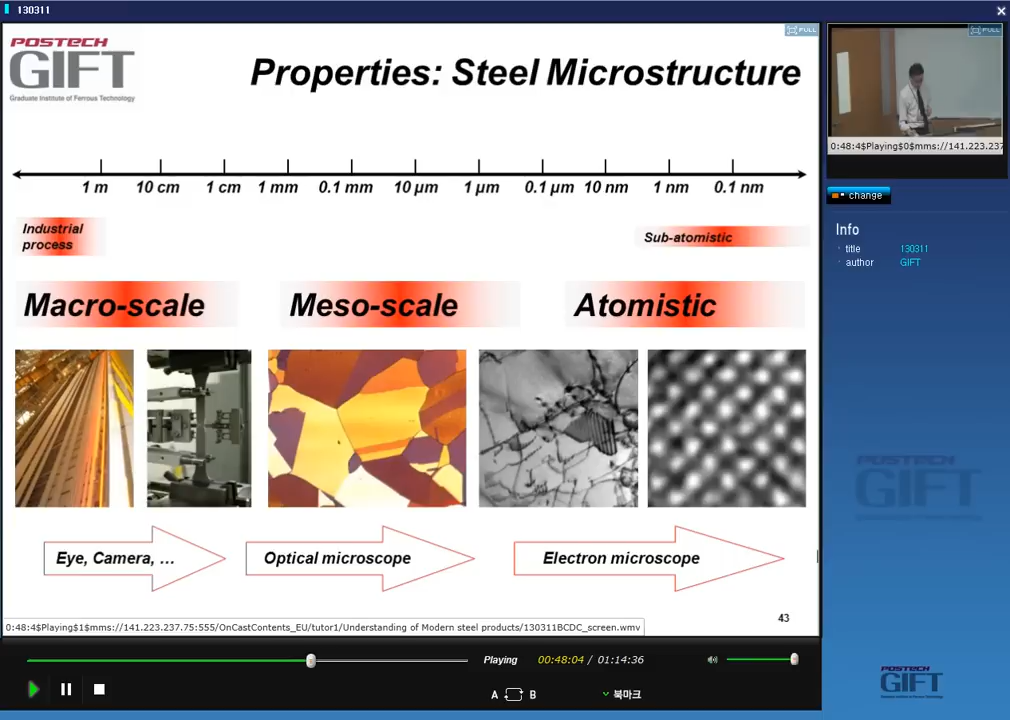 130311
POSTECH
GIFT
Graduate Institute of Ferrous Technology
Properties: Steel Microstructure
FULL
1 m 10 cm 1 cm 1 mm 0.1 mm 10 μm 1 μm 0.1 μm 10 nm 1 nm 0.1 nm
Industrial
process
Sub-atomistic
Macro-scale Meso-scale Atomistic
Eye, Camera, ... Optical microscope Electron microscope
43
0:48:4$Playing$1$mms://141.223.237.75:555/OnCastContents_EU/tutor1/Understanding of Modern steel products/130311BCDC_screen.wmv
Playing 00:48:04 / 01:14:36
A B 북마크
FULL
0:48:4$Playing$0$mms://141.223.237
change
Info
title 130311
author GIFT
POSTECH
GIFT
POSTECH
GIFT